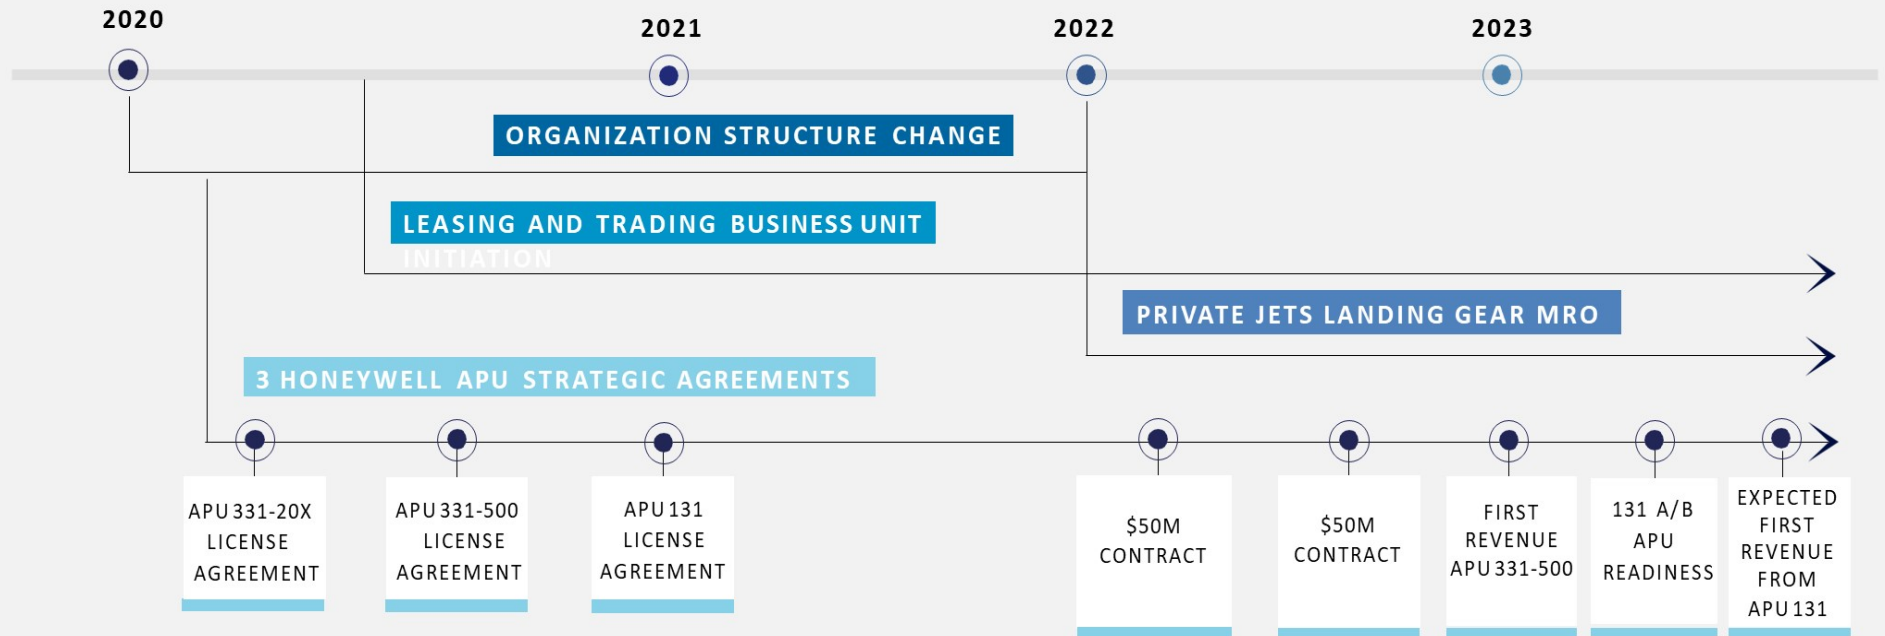 2020
2021
2022
2023
ORGANIZATION STRUCTURE CHANGE
LEASING AND TRADING BUSINESS UNIT
INITIATION
PRIVATE JETS LANDING GEAR MRO
3 HONEYWELL APU STRATEGIC AGREEMENTS
APU 331-20X
LICENSE
AGREEMENT
APU 331-500
LICENSE
AGREEMENT
APU 131
LICENSE
AGREEMENT
$50M
CONTRACT
$50M
CONTRACT
FIRST
REVENUE
APU 331-500
131 A/B
APU
READINESS
EXPECTED
FIRST
REVENUE
FROM
APU 131